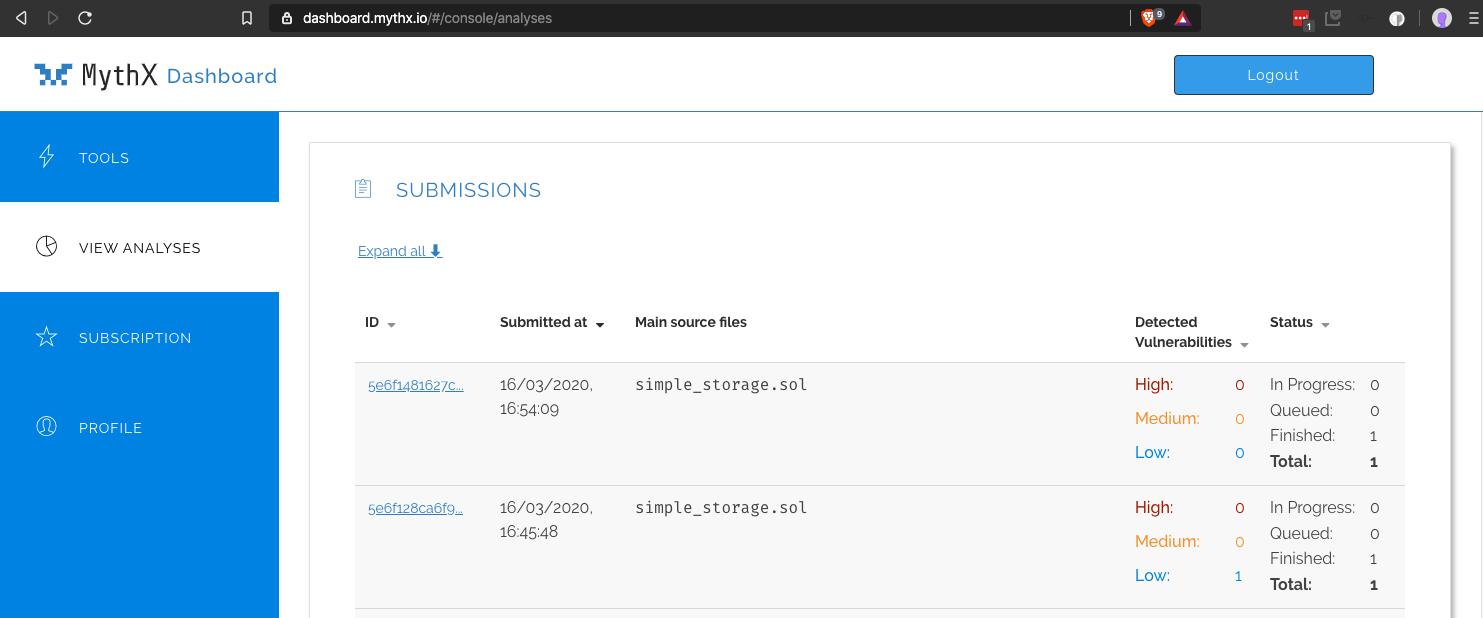 dashboard.mythx.io/#/console/analyses
9
1
MythX Dashboard
Logout
TOOLS
VIEW ANALYSES
SUBSCRIPTION
PROFILE
SUBMISSIONS
Expand all
ID Submitted at Main source files Detected Vulnerabilities Status
5e6f1481627c... 16/03/2020, simple_storage.sol High: 0 In Progress: 0
16:54:09 Medium: 0 Queued: 0
Low: 0 Finished: 1
Total: 1
5e6f128ca6f9... 16/03/2020, simple_storage.sol High: 0 In Progress: 0
16:45:48 Medium: 0 Queued: 0
Low: 1 Finished: 1
Total: 1